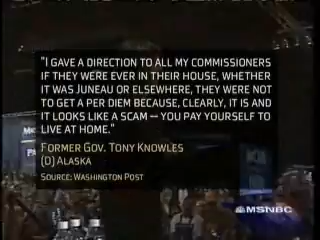 "I GAVE A DIRECTION TO ALL MY COMMISSIONERS
IF THEY WERE EVER IN THEIR HOUSE, WHETHER
IT WAS JUNEAU OR ELSEWHERE, THEY WERE NOT
TO GET A PER DIEM BECAUSE, CLEARLY, IT IS AND
IT LOOKS LIKE A SCAM — YOU PAY YOURSELF TO
LIVE AT HOME."
FORMER GOV. TONY KNOWLES
(D) ALASKA
SOURCE: WASHINGTON POST
MSNBC